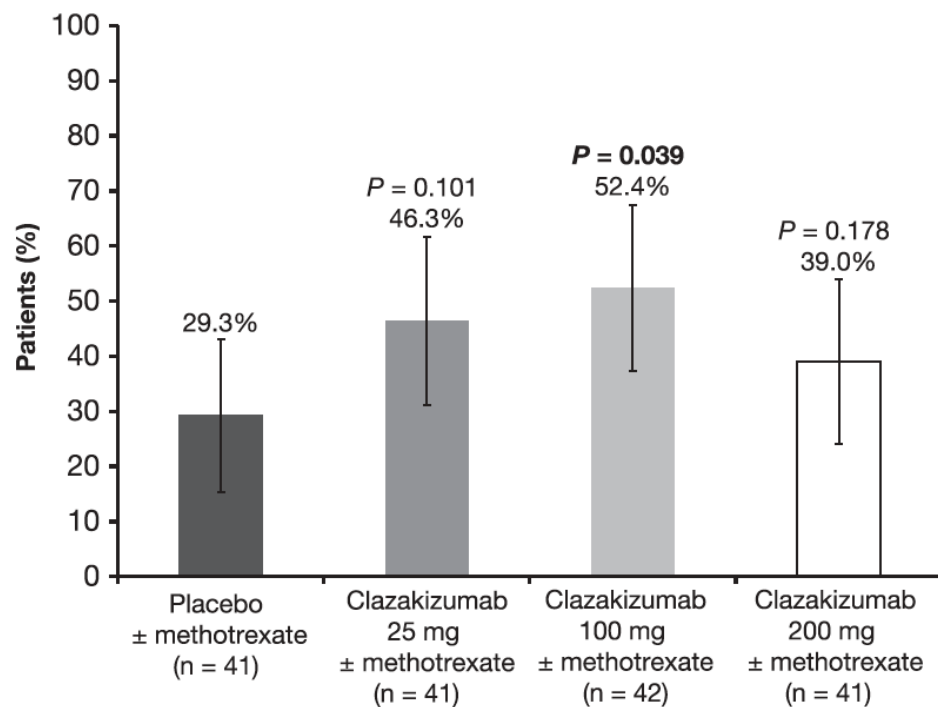 Patients (%)
100
90
80
70
60
50
40
30
20
10
0
29.3%
P = 0.101
46.3%
P = 0.039
52.4%
P = 0.178
39.0%
Placebo
± methotrexate
(n = 41)
Clazakizumab
25 mg
± methotrexate
(n = 41)
Clazakizumab
100 mg
± methotrexate
(n = 42)
Clazakizumab
200 mg
± methotrexate
(n = 41)